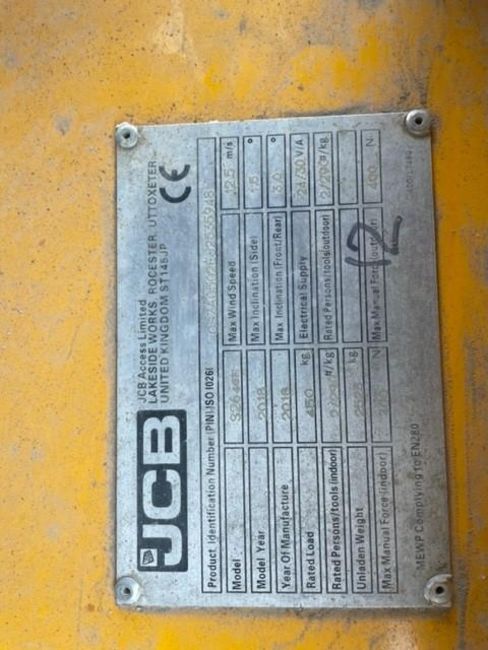 JCB
JCB Access Limited
LAKESIDE WORKS, ROCESTER, UTTOXETER,
UNITED KINGDOM ST145JP
CE
Product Identification Number (PIN)(ISO 10261)
Model Max Wind Speed 12.5 m/s
Model Year 2018 Max Inclination (Side) 1.5 °
Year Of Manufacture 2018 Max Inclination (Front/Rear) 3.0 °
Rated Load 450 kg Electrical Supply 24/30 V/A
Rated Persons/tools (indoor) #/kg Rated Persons/tools (outdoor) #/kg
Unladen Weight kg
Max Manual Force (indoor) N Max Manual Force (outdoor) 400 N
MEWP Complying to EN280
12